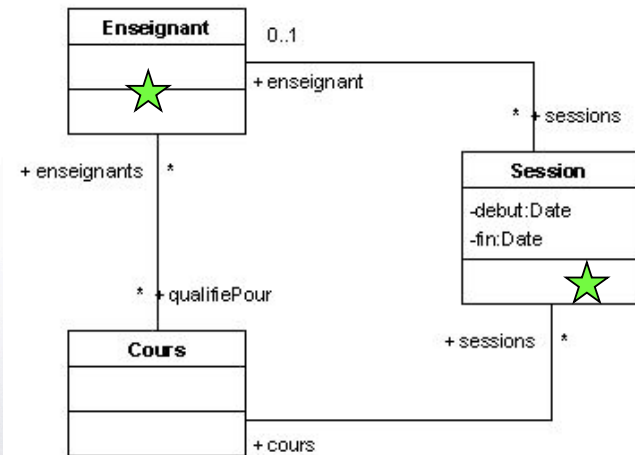 Enseignant
0..1
+ enseignant
* + sessions
+ enseignants *
Session
-debut:Date
-fin:Date
* + qualifiePour
Cours
+ sessions *
+ cours